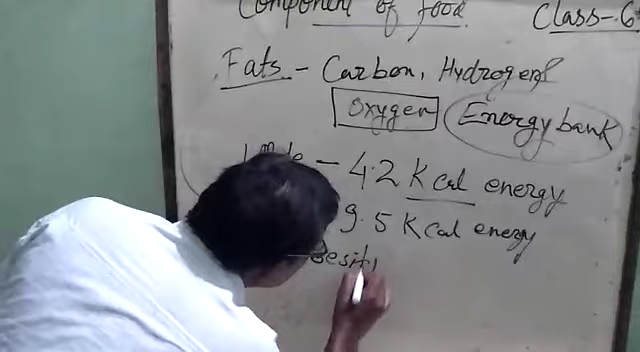 Component of food. Class-6
Fats - Carbon, Hydrogen &
Oxygen Energy bank
- 4.2 Kcal energy
9.5 Kcal energy